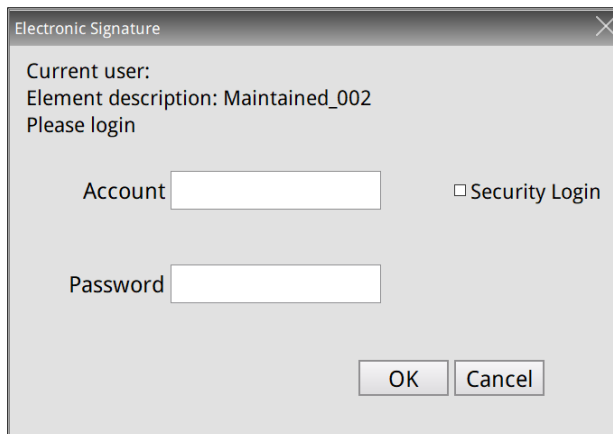 Electronic Signature
Current user:
Element description: Maintained_002
Please login
Account
Security Login
Password
OK
Cancel